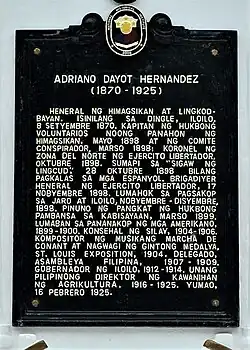 ADRIANO DAYOT HERNANDEZ
(1870 - 1925)
HENERAL NG HIMAGSIKAN AT LINGKOD-
BAYAN. ISINILANG SA DINGLE, ILOILO,
8 SETYEMBRE 1870. KAPITAN NG HUKBONG
VOLUNTARIOS NOONG PANAHON NG
HIMAGSIKAN, MAYO 1898 AT NG COMITE
CONSPIRADOR, MARSO 1898; KORONEL NG
ZONA DEL NORTE NG EJERCITO LIBERTADOR,
OKTUBRE 1898. SUMAPI SA "SIGAW NG
LINCUD", 28 OKTUBRE 1898 BILANG
PAGKALAS SA MGA ESPANYOL. BRIGADYIER
HENERAL NG EJERCITO LIBERTADOR, 17
NOBYEMBRE 1898. LUMAHOK SA PAGSAKOP
SA JARO AT ILOILO, NOBYEMBRE - DISYEMBRE,
1898. PINUNO NG PANGKAT NG HUKBONG
PAMBANSA SA KABISAYAAN, MARSO 1899.
LUMABAN SA PANANAKOP NG MGA AMERIKANO,
1899-1900. KONSEHAL NG SILAY, 1904-1906.
KOMPOSITOR NG MUSIKANG MARCHA DE
CONANT AT NAGWAGI NG GINTONG MEDALYA,
ST. LOUIS EXPOSITION, 1904. DELEGADO,
ASAMBLEYA FILIPINA, 1907-1909.
GOBERNADOR NG ILOILO, 1912-1914. UNANG
PILIPINONG DIREKTOR NG KAWANIHAN
NG AGRIKULTURA, 1916-1925. YUMAO,
16 PEBRERO 1925.